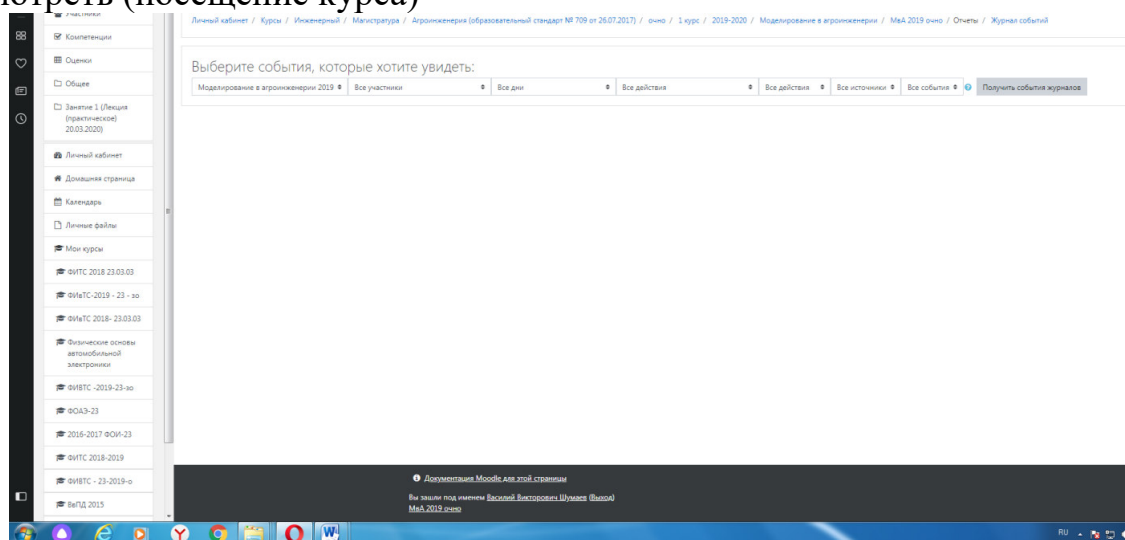 мотреть (посещение курса)
Участники
Компетенции
Оценки
Общее
Занятие 1 (Лекция
(практическое)
20.03.2020)
Личный кабинет
Домашняя страница
Календарь
Личные файлы
Мои курсы
ФИТС 2018 23.03.03
ФИвТС-2019 - 23 - зо
ФИвТС 2018- 23.03.03
Физические основы
автомобильной
электроники
ФИВТС -2019-23-зо
ФОАЭ-23
2016-2017 ФОИ-23
ФИТС 2018-2019
ФИВТС - 23-2019-о
ВвПД 2015
Личный кабинет / Курсы / Инженерный / Магистратура / Агроинженерия (образовательный стандарт № 709 от 26.07.2017) / очно / 1 курс / 2019-2020 / Моделирование в агроинженерии / МвА 2019 очно / Отчеты / Журнал событий
Выберите события, которые хотите увидеть:
Моделирование в агроинженерии 2019 Все участники Все дни Все действия Все действия Все источники Все события Получить события журналов
Документация Moodle для этой страницы
Вы зашли под именем Василий Викторович Шумаев (Выход)
МвА 2019 очно
RU